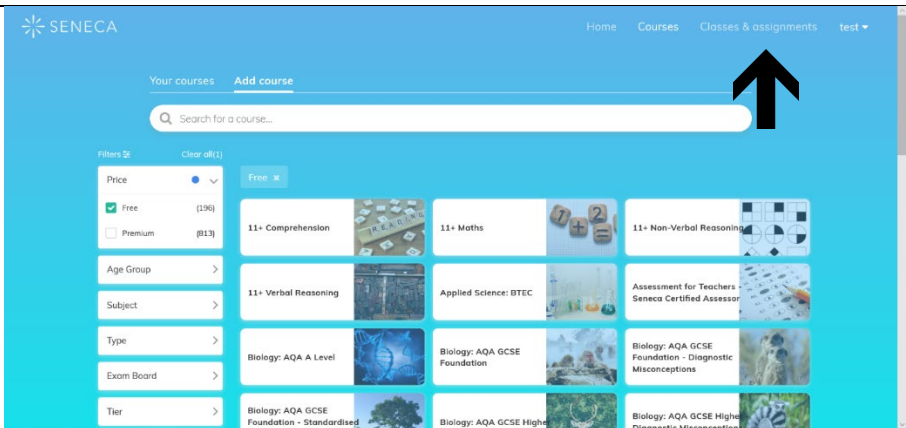 SENECA
Home Courses Classes & assignments test
Your courses Add course
Search for a course...
Filters Clear all(1)
Price
Free (196)
Premium (813)
Age Group
Subject
Type
Exam Board
Tier
Free ×
11+ Comprehension
11+ Maths
11+ Non-Verbal Reasoning
11+ Verbal Reasoning
Applied Science: BTEC
Assessment for Teachers -
Seneca Certified Assessor
Biology: AQA A Level
Biology: AQA GCSE
Foundation
Biology: AQA GCSE
Foundation - Diagnostic
Misconceptions
Biology: AQA GCSE
Foundation - Standardised
Biology: AQA GCSE Higher
Biology: AQA GCSE Higher
Diagnostic Misconceptions